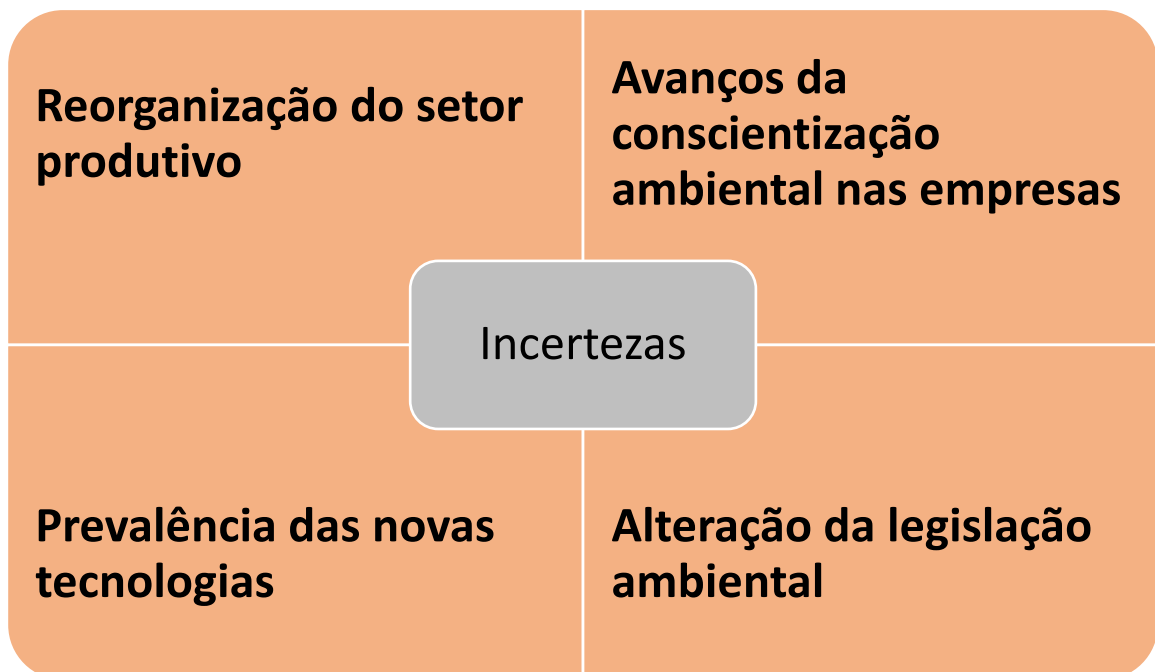 Reorganização do setor
produtivo
Avanços da
conscientização
ambiental nas empresas
Incertezas
Prevalência das novas
tecnologias
Alteração da legislação
ambiental